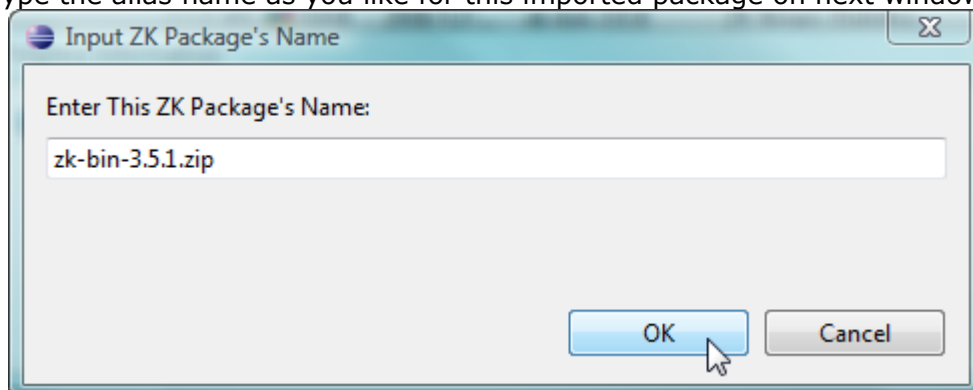 ype the alias name as you like for this imported package on next window
Input ZK Package's Name
Enter This ZK Package's Name:
zk-bin-3.5.1.zip
OK
Cancel